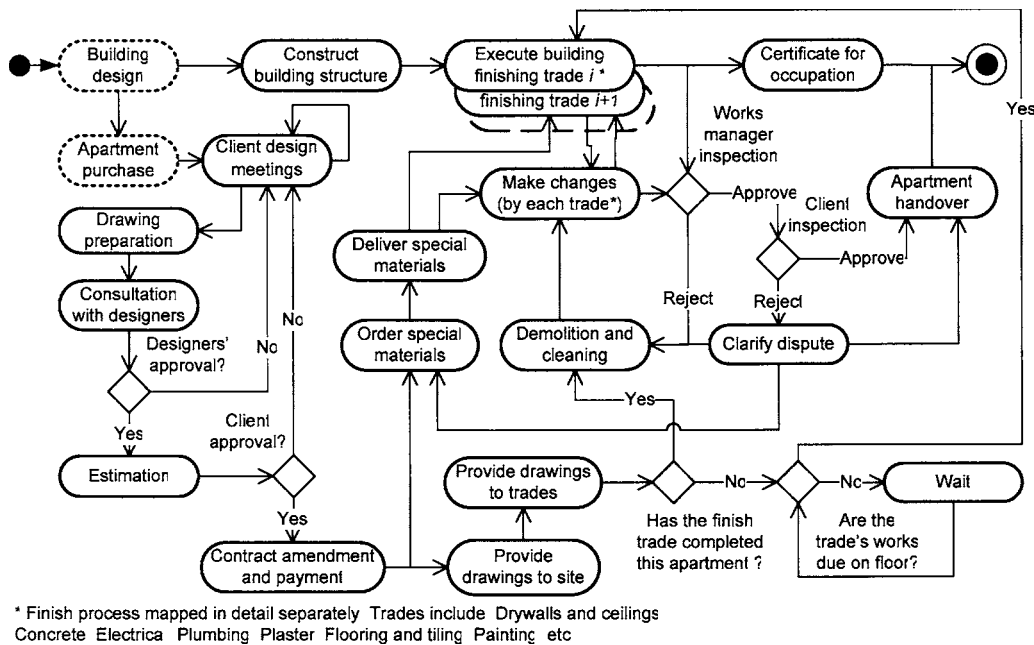 Building
design
Construct
building structure
Execute building
finishing trade i *
finishing trade i+1
Certificate for
occupation
Yes
Works
manager
inspection
Apartment
purchase
Client design
meetings
Make changes
(by each trade*)
Approve
Client
inspection
Apartment
handover
Drawing
preparation
Deliver special
materials
Approve
Consultation
with designers
No
Reject
Reject
Order special
materials
Demolition and
cleaning
Clarify dispute
Designers'
approval?
No
Yes
Client
approval?
Yes
Estimation
Provide drawings
to trades
No
No
Wait
Yes
Has the finish
trade completed
this apartment ?
Are the
trade's works
due on floor?
Contract amendment
and payment
Provide
drawings to site
* Finish process mapped in detail separately Trades include Drywalls and ceilings
Concrete Electrica Plumbing Plaster Flooring and tiling Painting etc